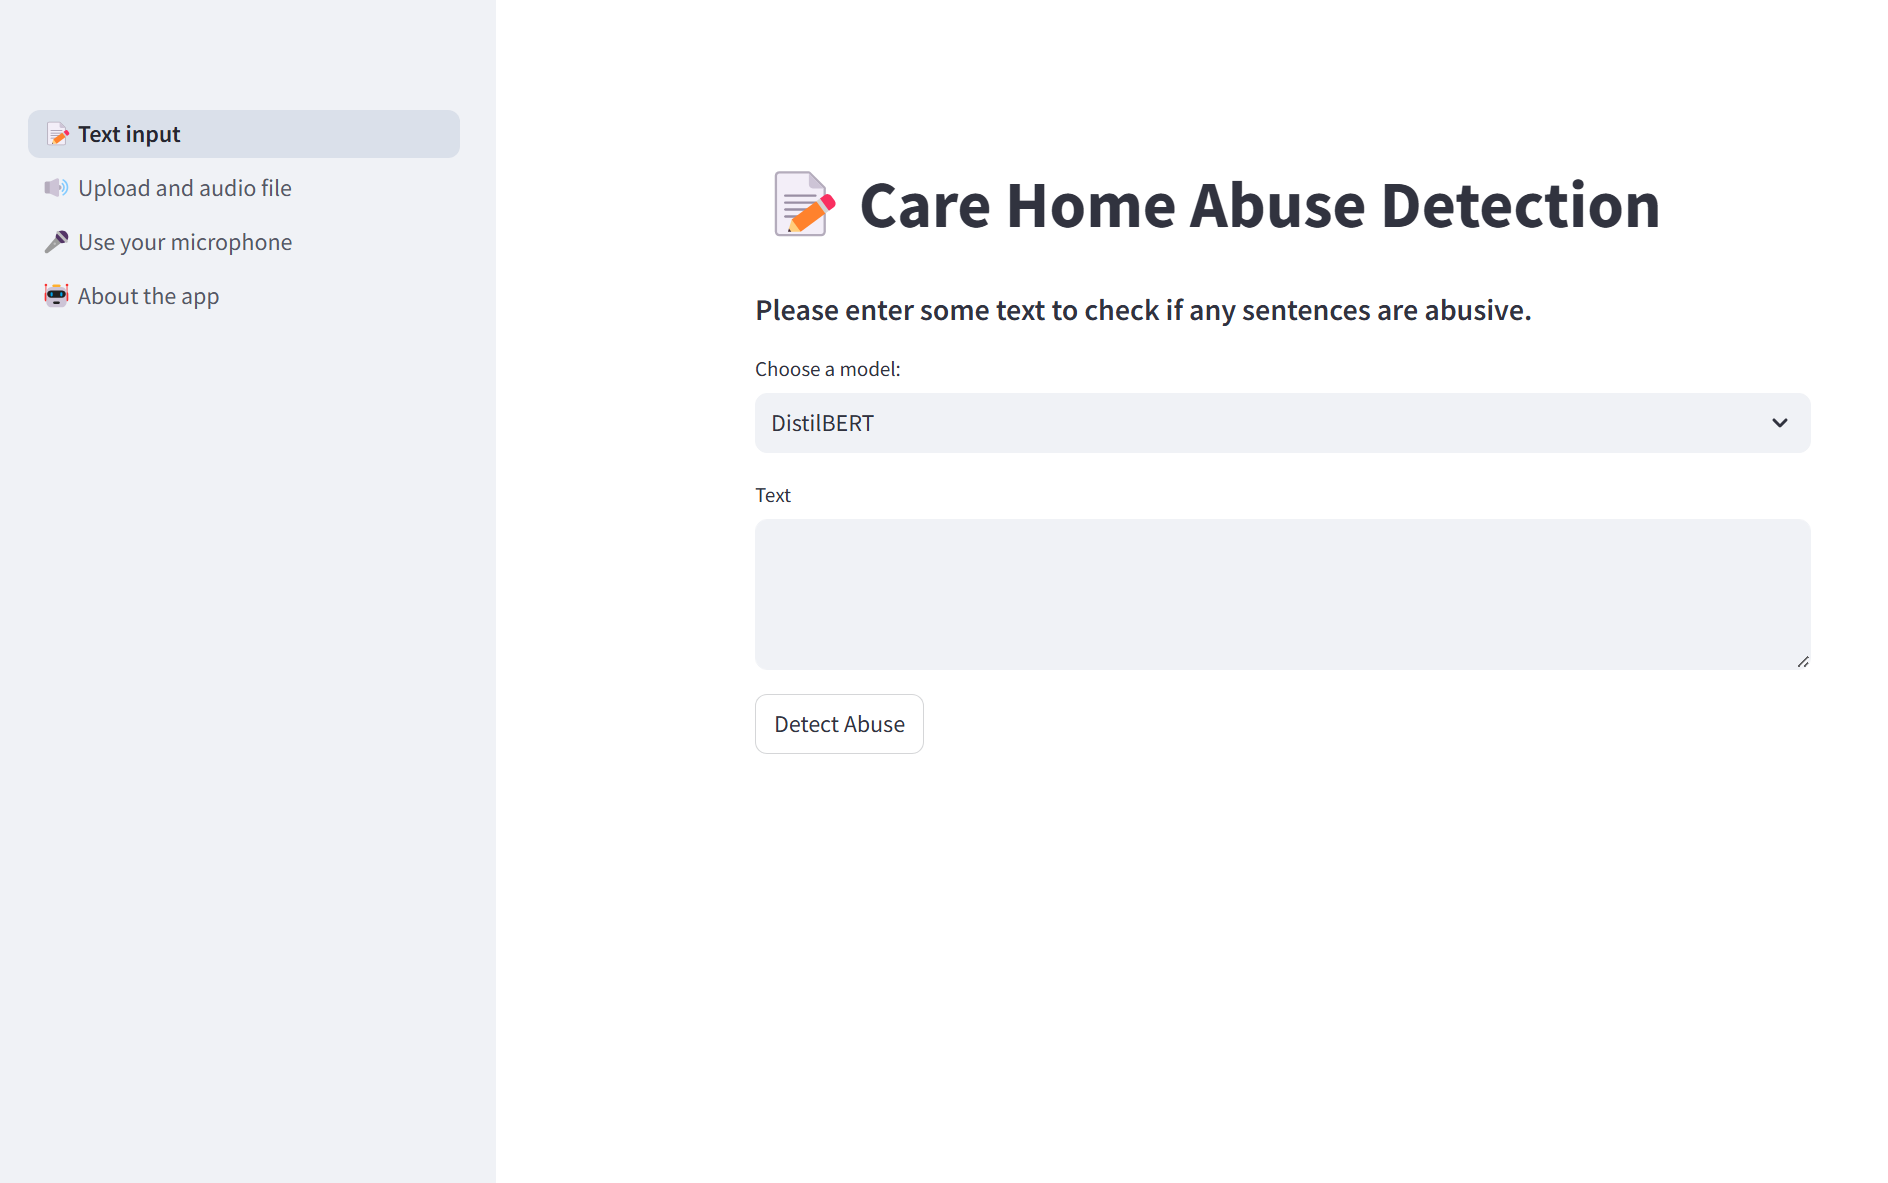 Text input
Upload and audio file
Use your microphone
About the app
Care Home Abuse Detection
Please enter some text to check if any sentences are abusive.
Choose a model:
DistilBERT
Text
Detect Abuse